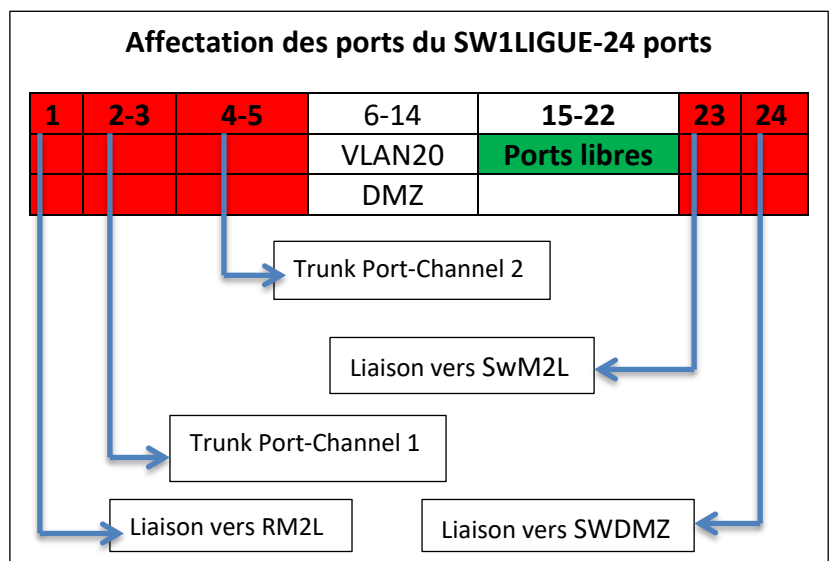 Affectation des ports du SW1LIGUE-24 ports
1 2-3 4-5 6-14 15-22 23 24
VLAN20 Ports libres
DMZ
Trunk Port-Channel 2
Liaison vers SwM2L
Trunk Port-Channel 1
Liaison vers RM2L
Liaison vers SWDMZ